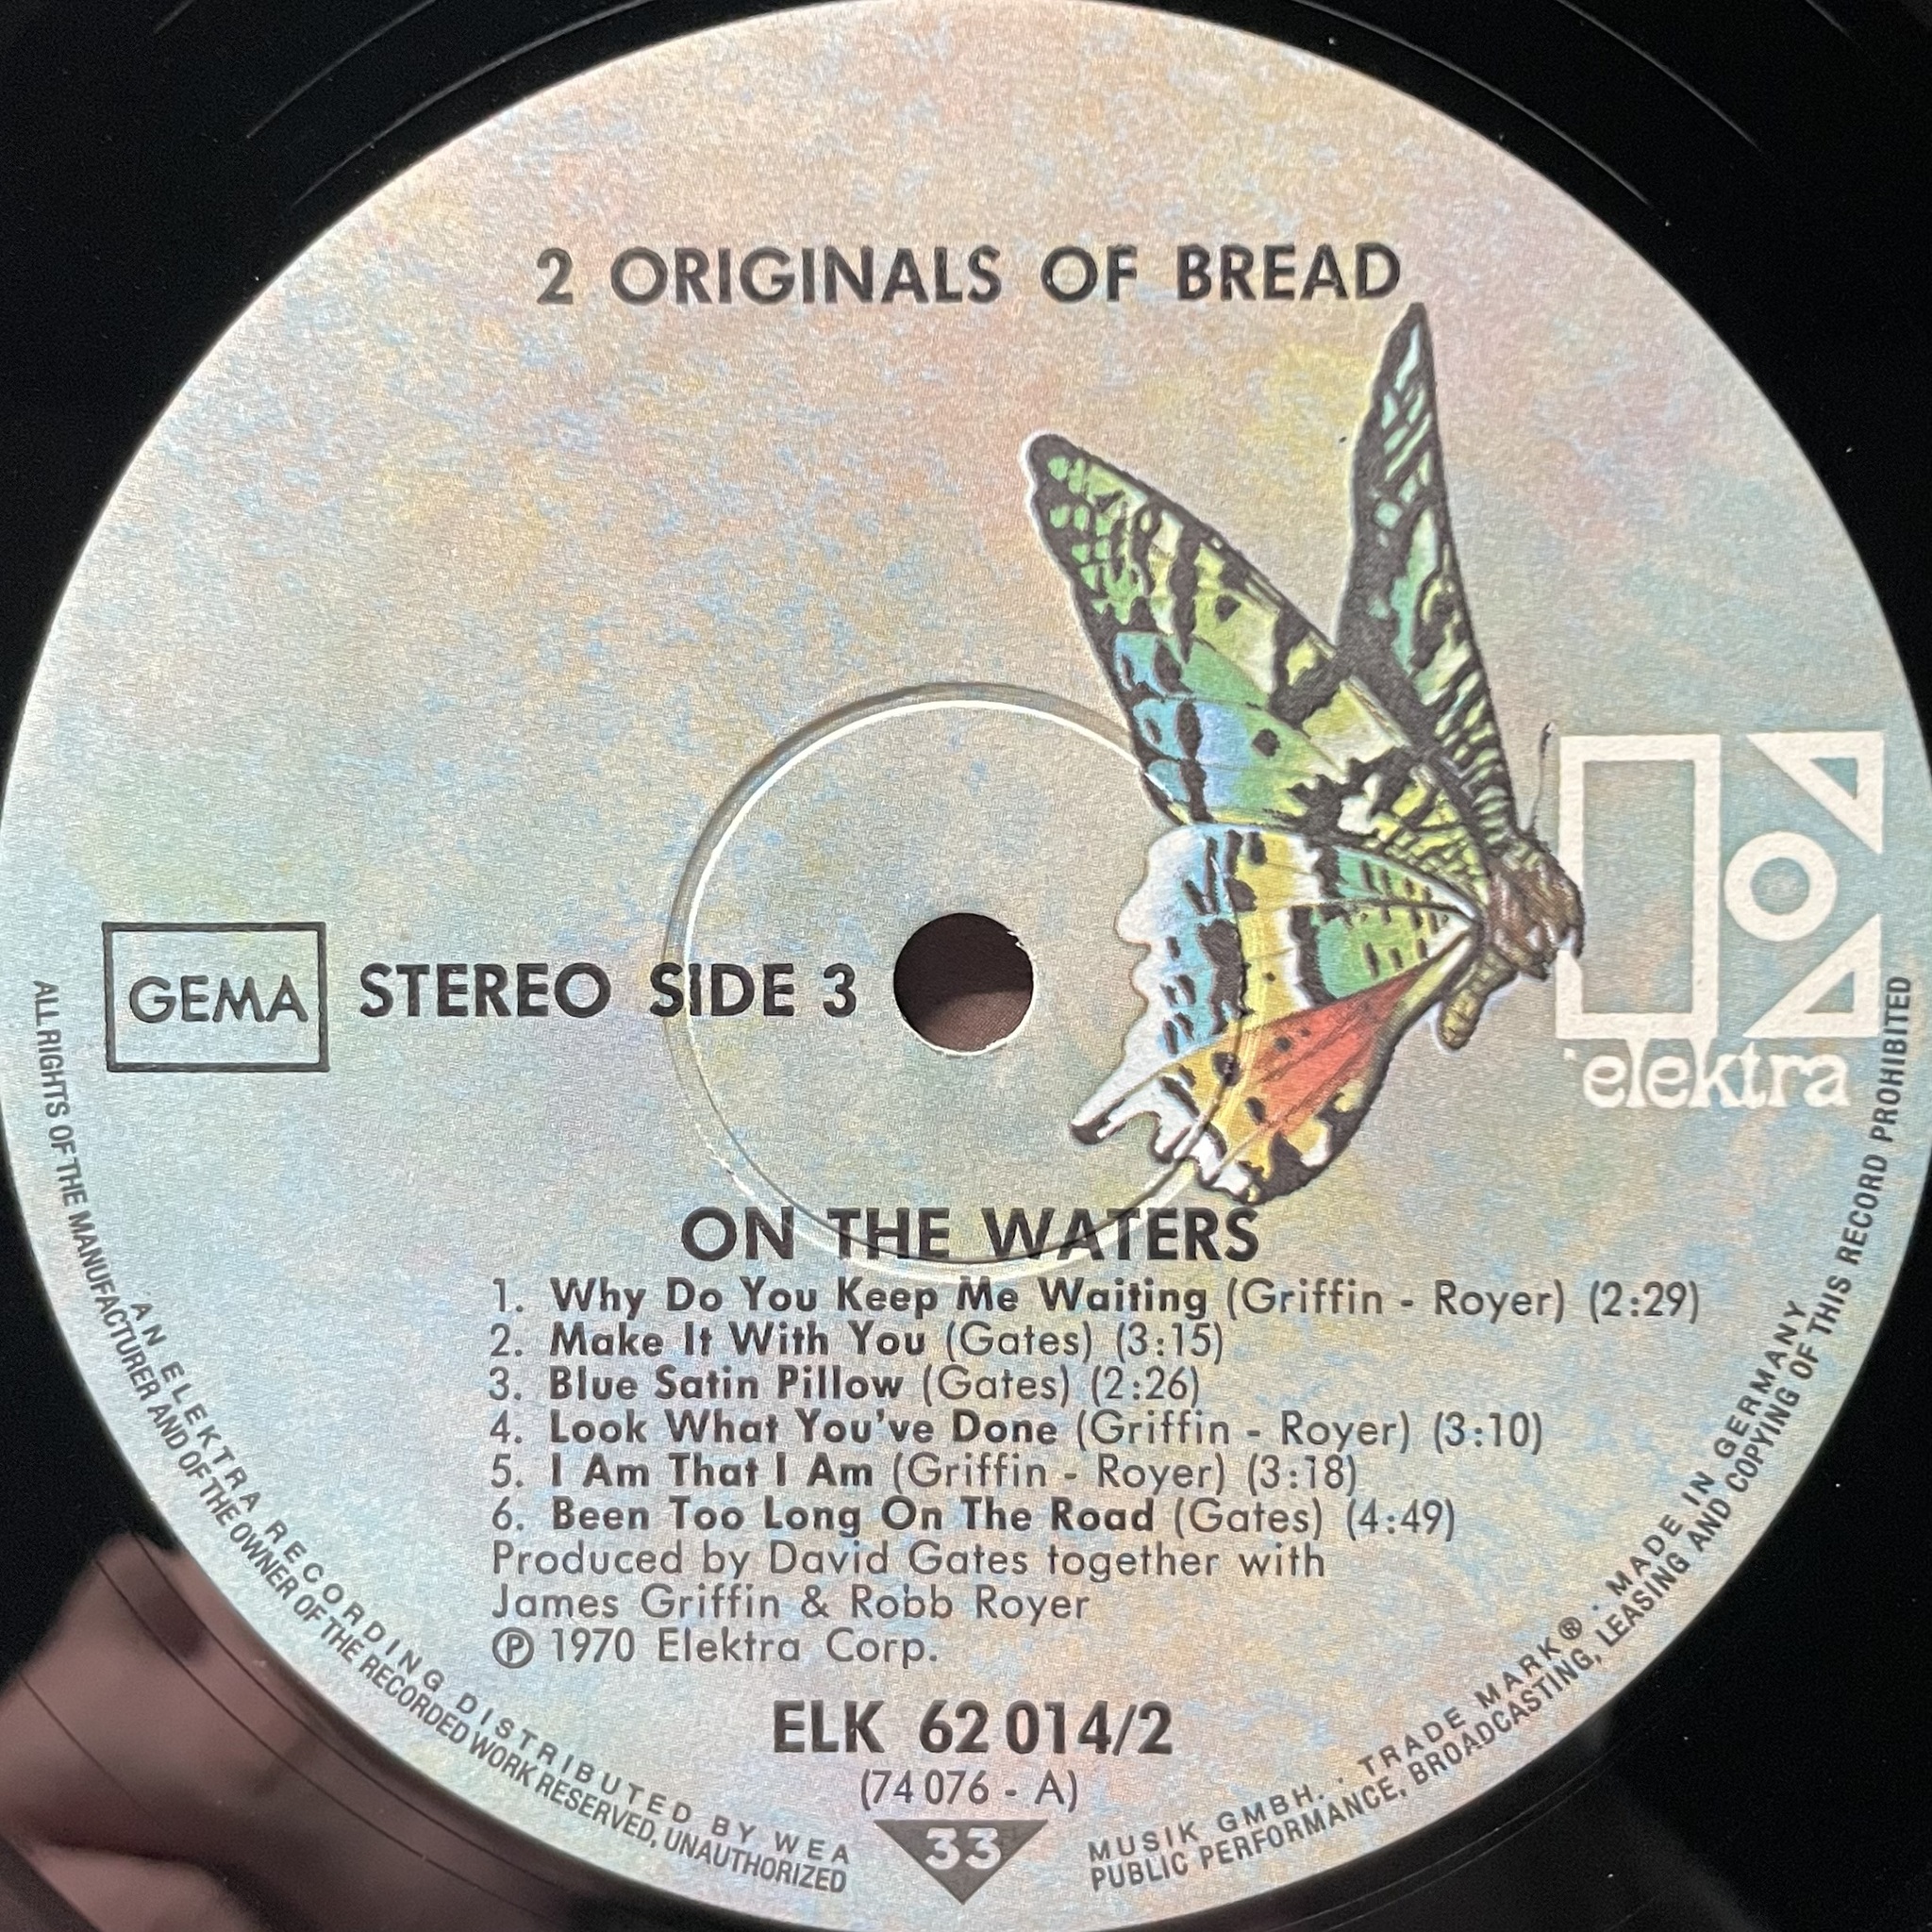 2 ORIGINALS OF BREAD
GEMA
STEREO SIDE 3
elektra
ON THE WATERS
1. Why Do You Keep Me Waiting (Griffin - Royer) (2:29)
2. Make It With You (Gates) (3:15)
3. Blue Satin Pillow (Gates) (2:26)
4. Look What You've Done (Griffin - Royer) (3:10)
5. I Am That I Am (Griffin - Royer) (3:18)
6. Been Too Long On The Road (Gates) (4:49)
Produced by David Gates together with
James Griffin & Robb Royer
Ⓟ 1970 Elektra Corp.
ELK 62 014/2
(74 076 - A)
33
AN ELEKTRA RECORDING DISTRIBUTED BY WEA MUSIK GMBH. · TRADE MARK® · MADE IN GERMANY
ALL RIGHTS OF THE MANUFACTURER AND OF THE OWNER OF THE RECORDED WORK RESERVED, UNAUTHORIZED PUBLIC PERFORMANCE, BROADCASTING, LEASING AND COPYING OF THIS RECORD PROHIBITED